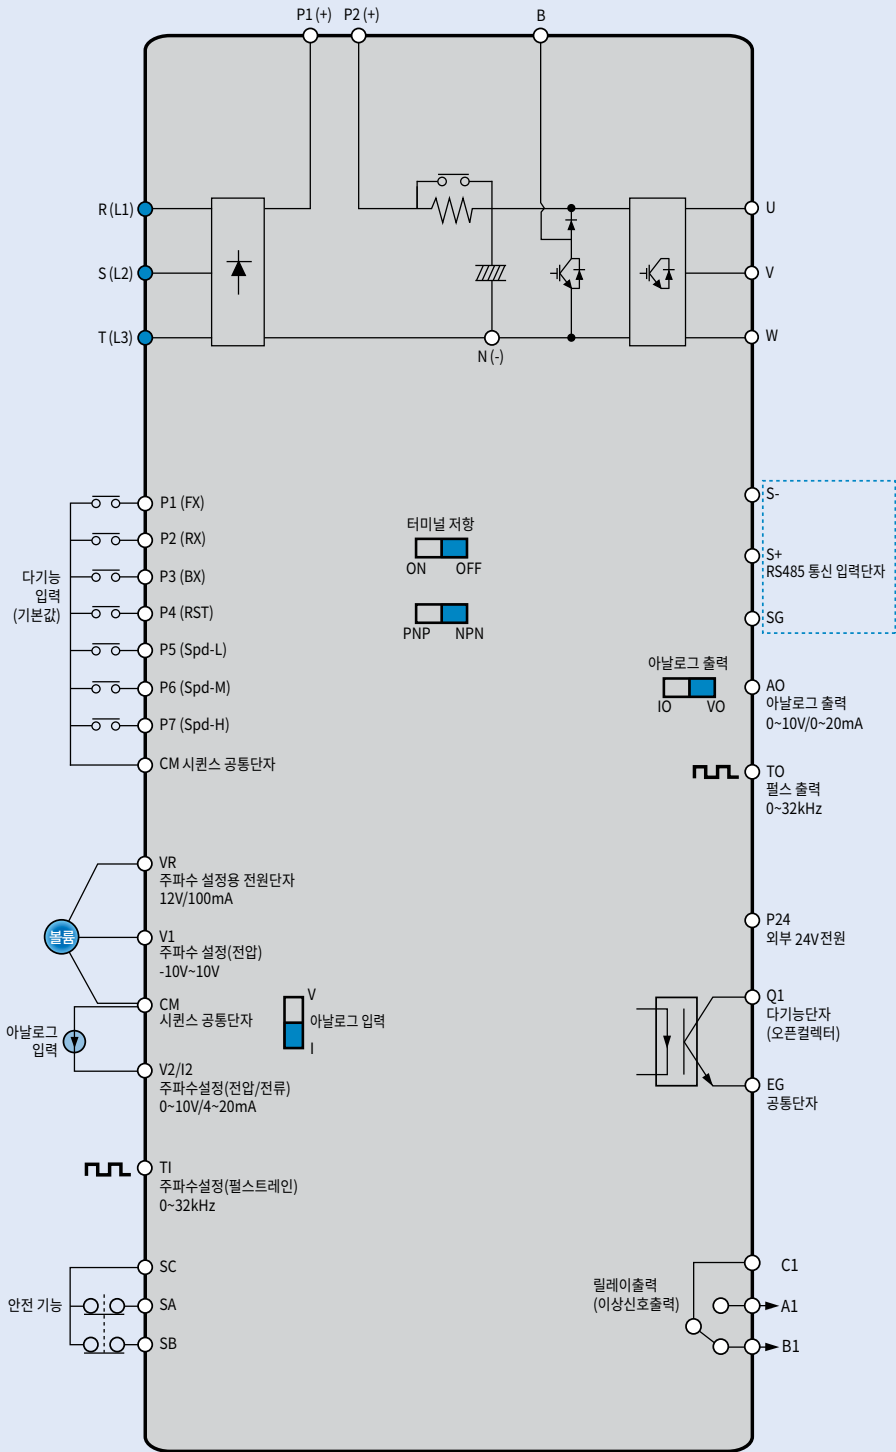 P1 (+)
P2 (+)
B
R (L1)
S (L2)
T (L3)
U
V
W
N (-)
다기능
입력
(기본값)
P1 (FX)
P2 (RX)
P3 (BX)
P4 (RST)
P5 (Spd-L)
P6 (Spd-M)
P7 (Spd-H)
CM 시퀀스 공통단자
터미널 저항
ON
OFF
PNP
NPN
S-
S+
RS485 통신 입력단자
SG
아날로그 출력
IO
VO
AO
아날로그 출력
0~10V/0~20mA
TO
펄스 출력
0~32kHz
볼륨
VR
주파수 설정용 전원단자
12V/100mA
V1
주파수 설정(전압)
-10V~10V
CM
시퀀스 공통단자
아날로그
입력
V2/I2
주파수설정(전압/전류)
0~10V/4~20mA
V
아날로그 입력
I
TI
주파수설정(펄스트레인)
0~32kHz
P24
외부 24V전원
Q1
다기능단자
(오픈컬렉터)
EG
공통단자
안전 기능
SC
SA
SB
릴레이출력
(이상신호출력)
C1
A1
B1